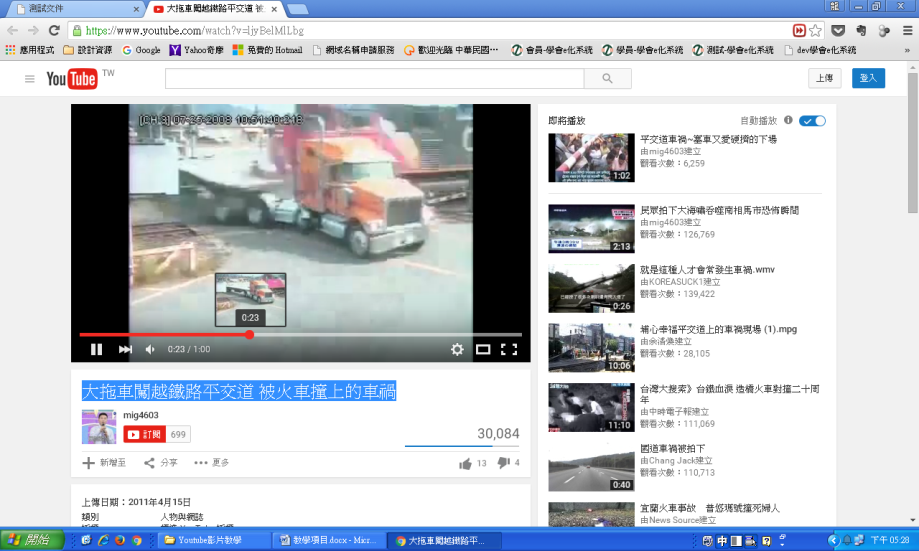 測試文件
大拖車闖越鐵路平交道 被
龍
https://www.youtube.com/watch?v=ljyBelMlLbg
應用程式
設計資源
Google
Yahoo奇摩
免費的 Hotmail
網域名稱申請服務
歡迎光臨 中華民國…
會員-學會e化系統
學員-學會e化系統
測試-學會e化系統
dev學會e化系統
»
YouTube TW
上傳
登入
[CH 3] 07-25-2008 10:51:40:218
0:23
0:23 / 1:00
大拖車闖越鐵路平交道 被火車撞上的車禍
mig4603
訂閱 699
30,084
新增至
分享
更多
13
4
上傳日期：2011年4月15日
類別 人物與網誌
即將播放
自動播放
平交道車禍~塞車又愛硬擠的下場
由mig4603建立
觀看次數：6,259
1:02
民眾拍下大海嘯吞噬南相馬市恐怖瞬間
由mig4603建立
觀看次數：126,769
2:13
就是這種人才會常發生車禍.wmv
由KOREASUCK1建立
觀看次數：139,422
0:26
埔心幸福平交道上的車禍現場 (1).mpg
觀看次數：28,105
10:06
台灣大搜索》台鐵血淚 造橋火車對撞二十周
年
由中時電子報建立
觀看次數：111,069
11:10
國道車禍被拍下
由Chang Jack建立
觀看次數：110,713
0:40
宜蘭火車事故 普悠瑪號撞死婦人
由News Source建立
開始
Youtube影片教學
教學項目.docx - Micr...
大拖車闖越鐵路平...
中
下午 05:28